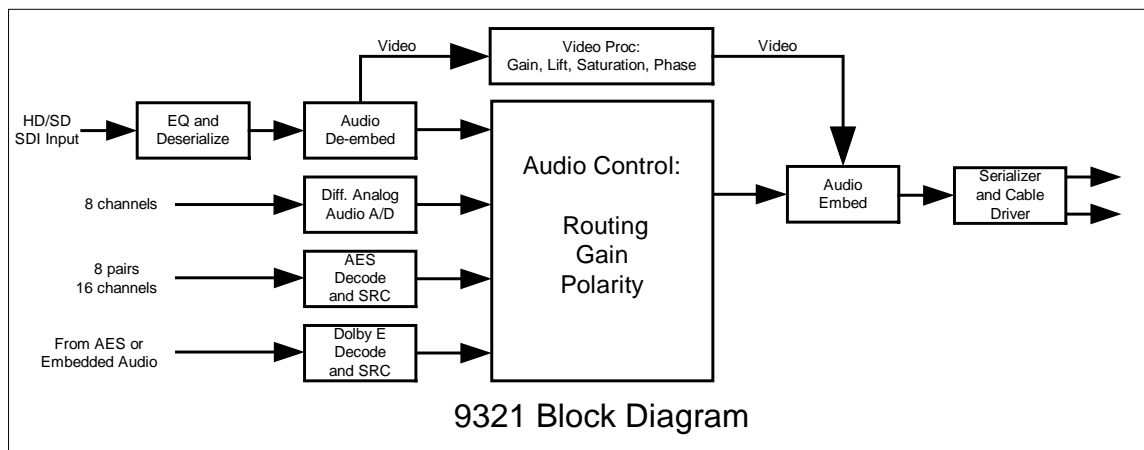 Video
Video Proc:
Gain, Lift, Saturation, Phase
Video
HD/SD
SDI Input
EQ and
Deserialize
Audio
De-embed
Audio Control:
Routing
Gain
Polarity
8 channels
Diff. Analog
Audio A/D
Audio
Embed
Serializer
and Cable
Driver
8 pairs
16 channels
AES
Decode
and SRC
From AES or
Embedded Audio
Dolby E
Decode
and SRC
9321 Block Diagram